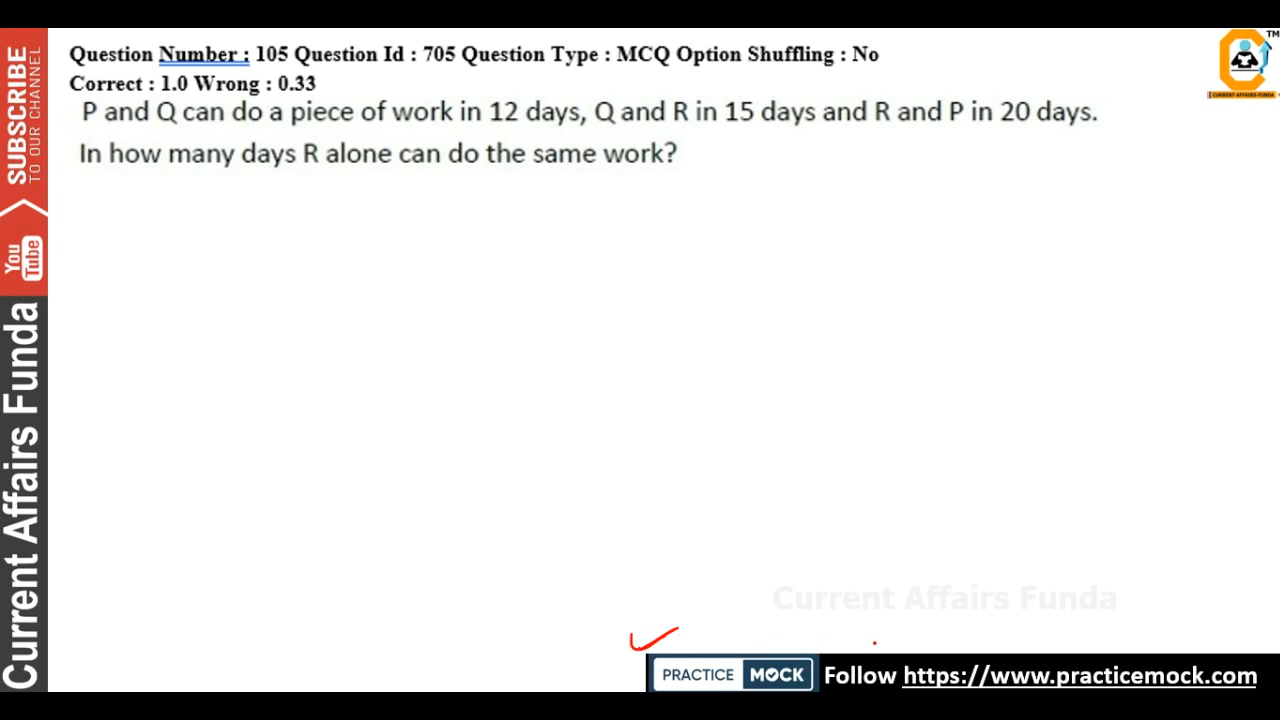 SUBSCRIBE
TO OUR CHANNEL
You
Tube
Current Affairs Funda
Question Number : 105 Question Id : 705 Question Type : MCQ Option Shuffling : No
Correct : 1.0 Wrong : 0.33
P and Q can do a piece of work in 12 days, Q and R in 15 days and R and P in 20 days.
In how many days R alone can do the same work?
TM
CURRENT-AFFAIRS-FUNDA
Current Affairs Funda
PRACTICE MOCK Follow https://www.practicemock.com